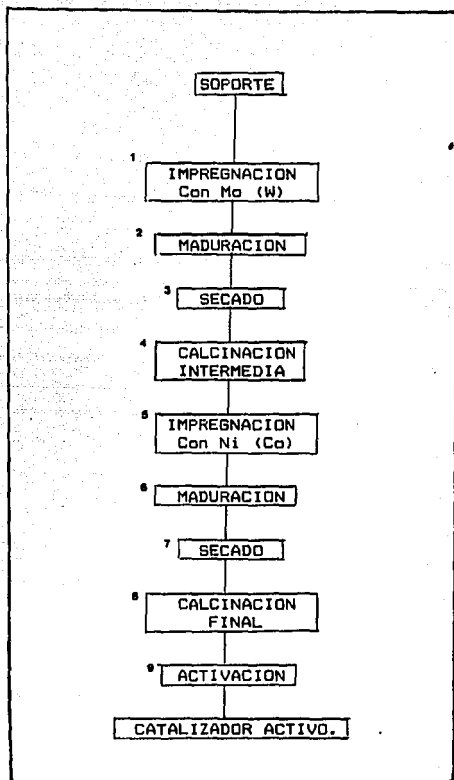 SOPORTE
1
IMPREGNACION
Con Mo (W)
2
MADURACION
3
SECADO
4
CALCINACION
INTERMEDIA
5
IMPREGNACION
Con Ni (Co)
6
MADURACION
7
SECADO
8
CALCINACION
FINAL
9
ACTIVACION
CATALIZADOR ACTIVO.